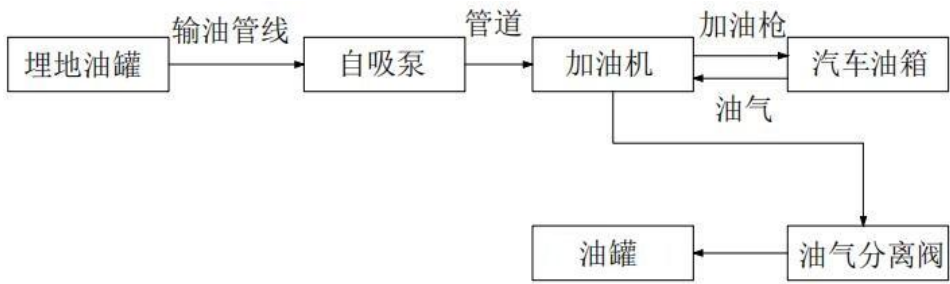 输油管线
管道
加油枪
埋地油罐
自吸泵
加油机
汽车油箱
油气
油罐
油气分离阀